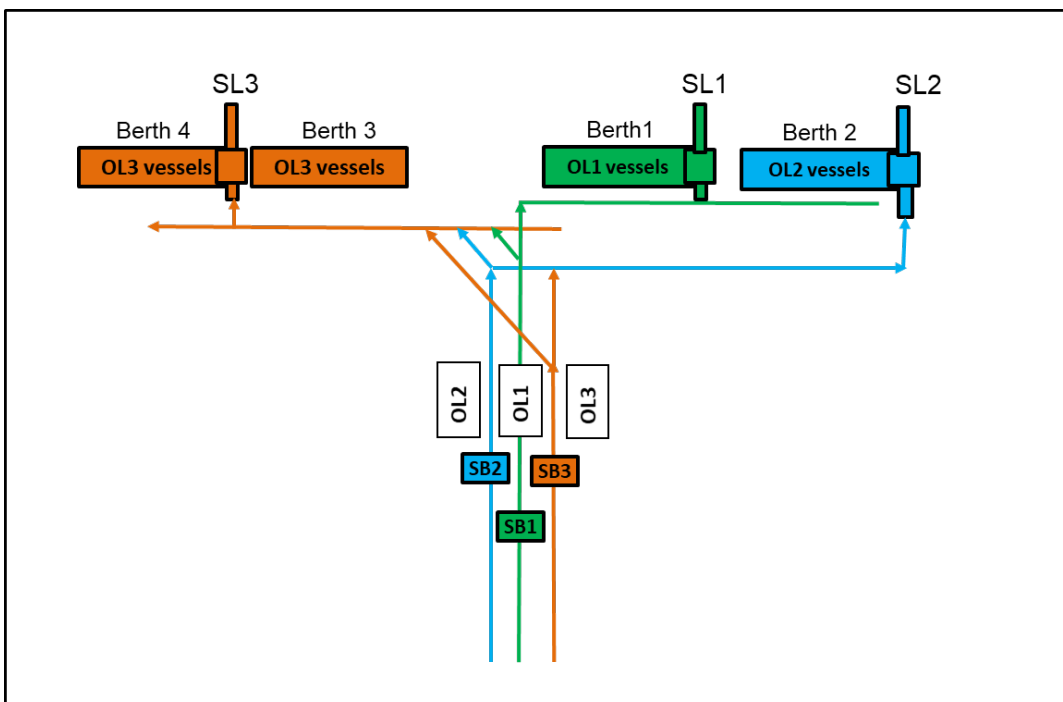 SL3
SL1
SL2
Berth 4
Berth 3
Berth1
Berth 2
OL3 vessels
OL3 vessels
OL1 vessels
OL2 vessels
OL2
OL1
OL3
SB2
SB3
SB1